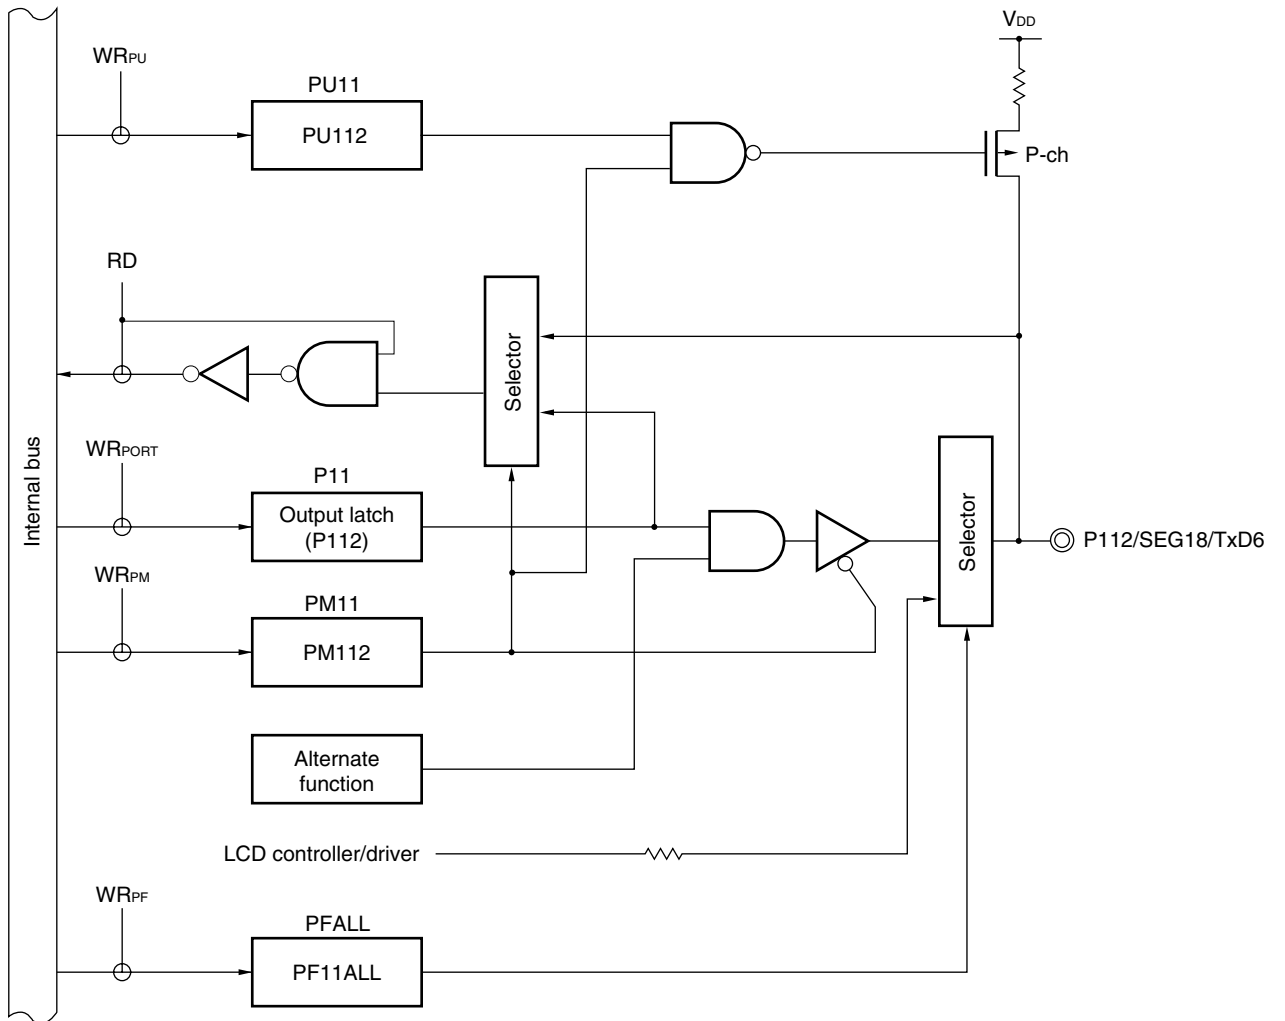 VDD
WRPU
PU11
PU112
P-ch
RD
Selector
Internal bus
WRPORT
P11
Output latch
(P112)
Selector
P112/SEG18/TxD6
WRPM
PM11
PM112
Alternate
function
LCD controller/driver
WRPF
PFALL
PF11ALL